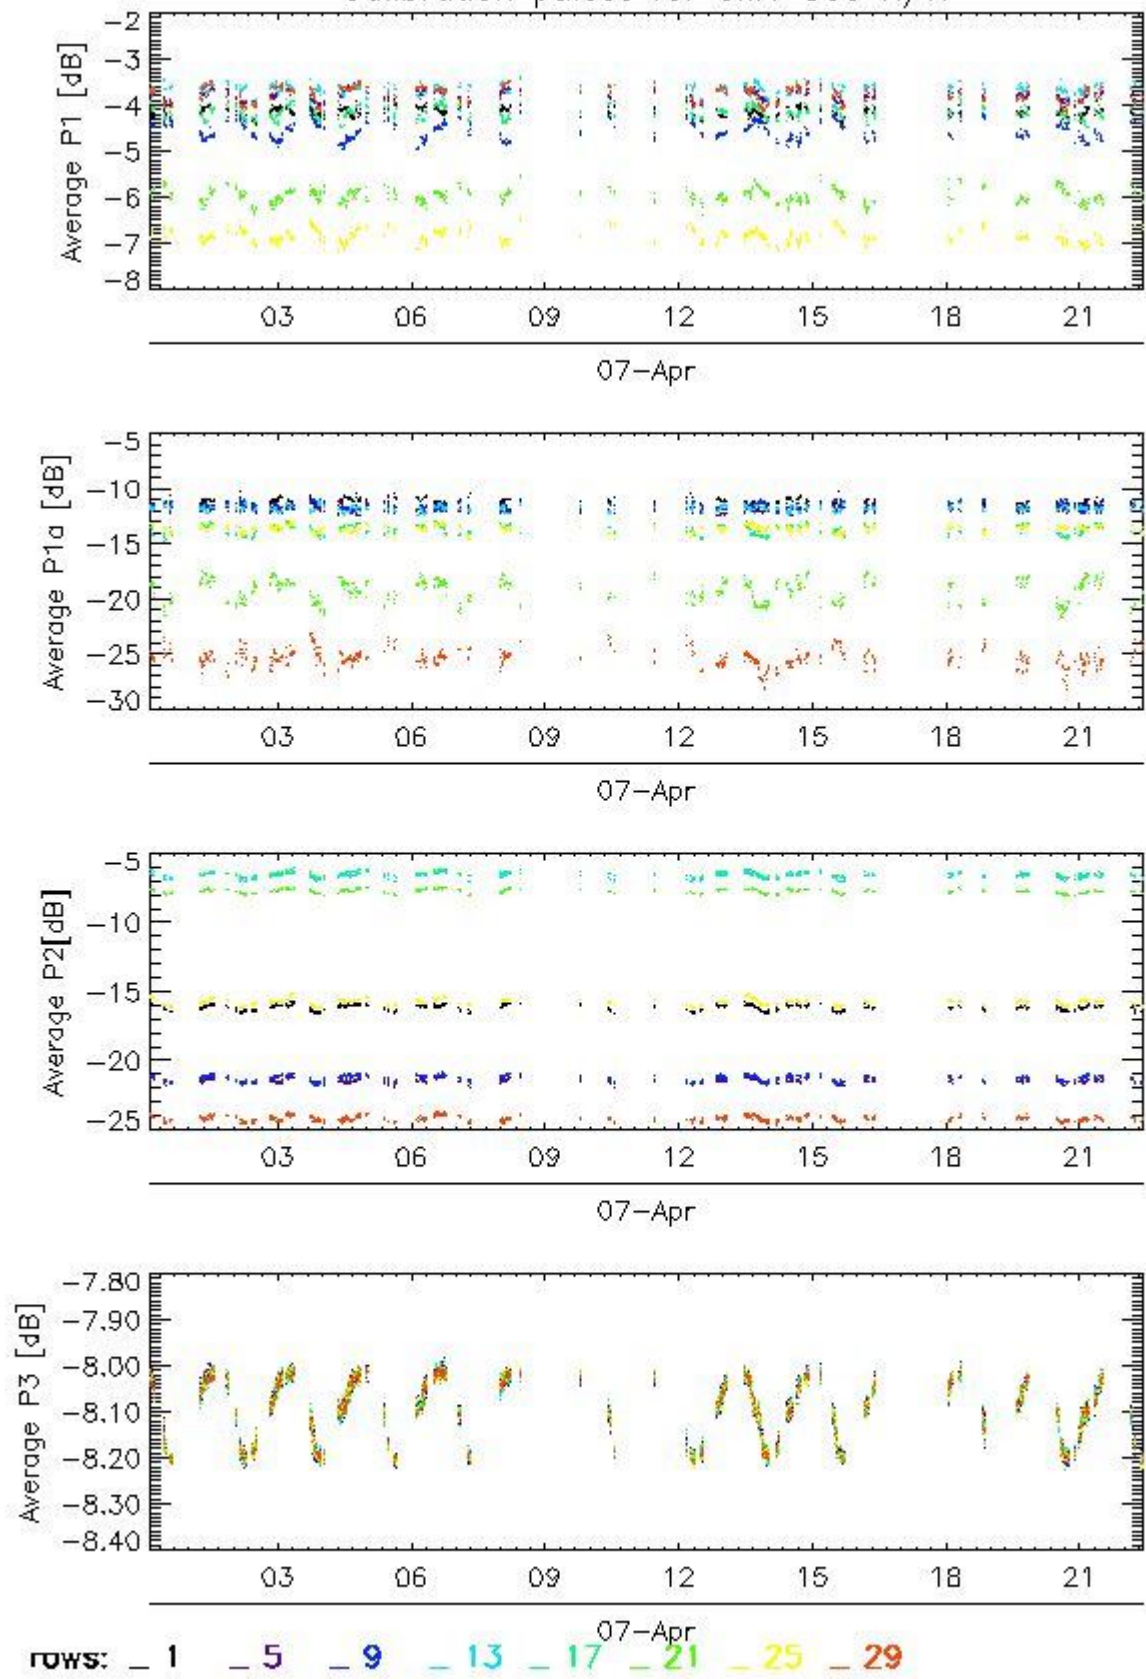 −2
−3
−4
−5
−6
−7
−8
Average P1 [dB]
03 06 09 12 15 18 21
07−Apr
−5
−10
−15
−20
−25
−30
Average P1a [dB]
03 06 09 12 15 18 21
07−Apr
−5
−10
−15
−20
−25
Average P2[dB]
03 06 09 12 15 18 21
07−Apr
−7.80
−7.90
−8.00
−8.10
−8.20
−8.30
−8.40
Average P3 [dB]
03 06 09 12 15 18 21
07−Apr
rows: _ 1 _ 5 _ 9 _ 13 _ 17 _ 21 _ 25 _ 29